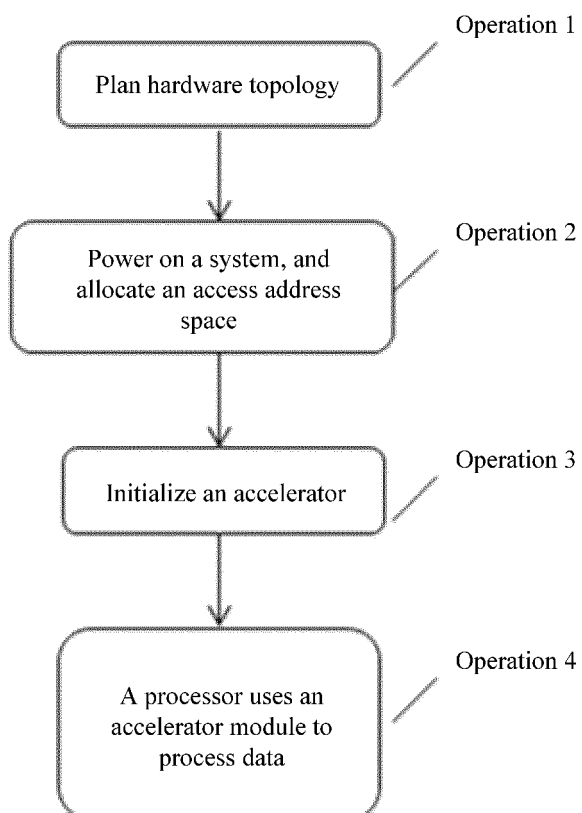 Operation 1
Plan hardware topology
Operation 2
Power on a system, and
allocate an access address
space
Operation 3
Initialize an accelerator
Operation 4
A processor uses an
accelerator module to
process data